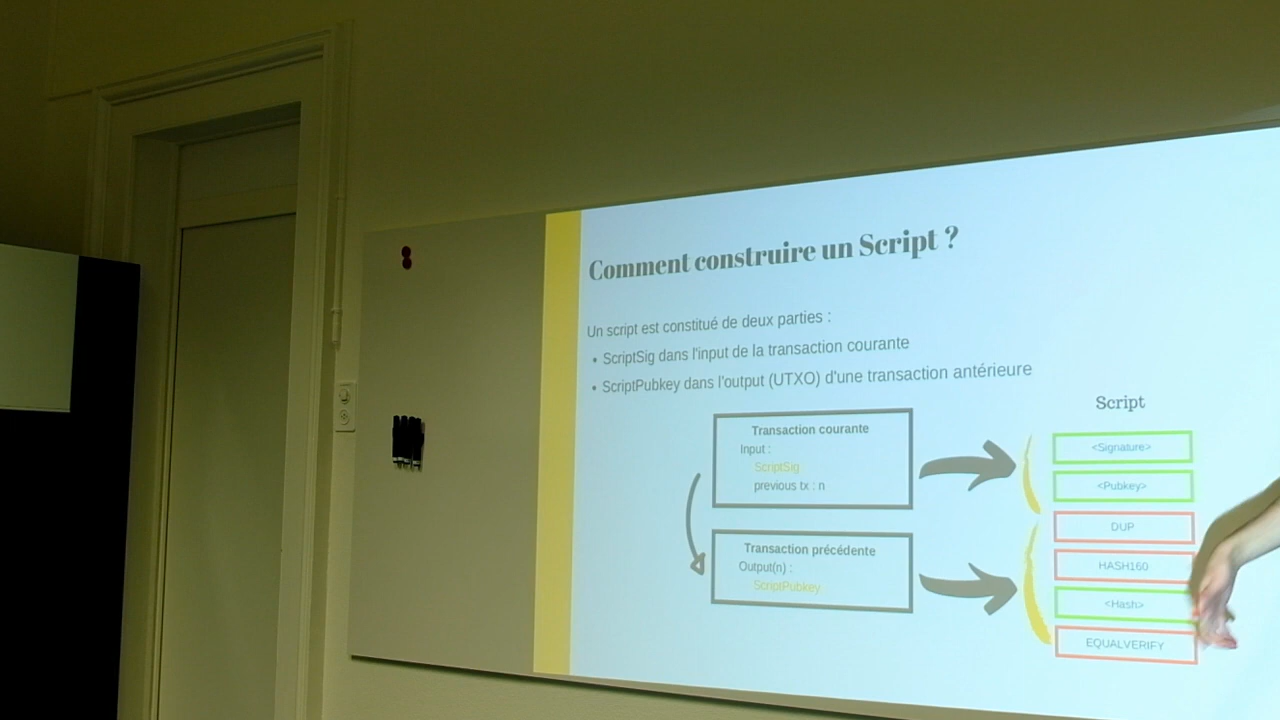 Comment construire un Script ?
Un script est constitué de deux parties :
• ScriptSig dans l'input de la transaction courante
• ScriptPubkey dans l'output (UTXO) d'une transaction antérieure
Script
Transaction courante
Input :
ScriptSig
previous tx : n
Transaction précédente
Output(n) :
ScriptPubkey
<Signature>
<Pubkey>
DUP
HASH160
<Hash>
EQUALVERIFY